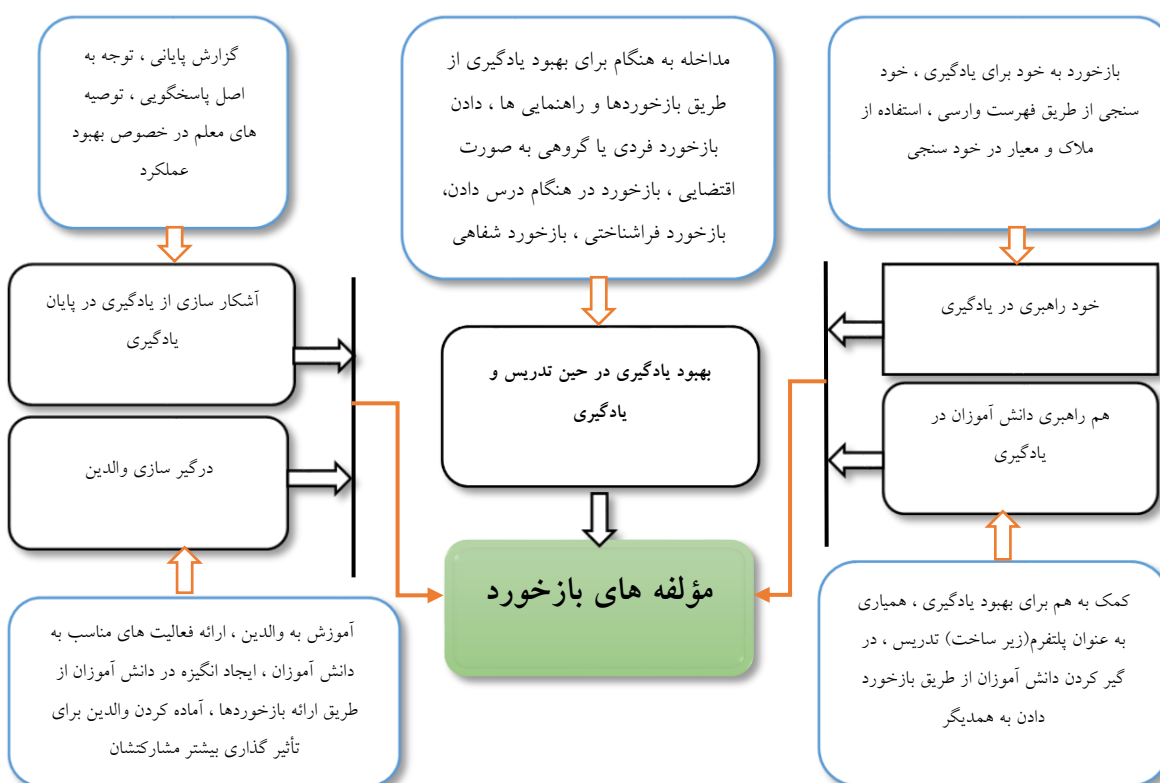 بازخورد به خود برای یادگیری ، خود
سنجی از طریق فهرست وارسی ، استفاده از
ملاک و معیار در خود سنجی
مداخله به هنگام برای بهبود یادگیری از
طریق بازخوردها و راهنمایی ها ، دادن
بازخورد فردی یا گروهی به صورت
اقتضایی ، بازخورد در هنگام درس دادن،
بازخورد فراشناختی ، بازخورد شفاهی
گزارش پایانی ، توجه به
اصل پاسخگویی ، توصیه
های معلم در خصوص بهبود
عملکرد
خود راهبری در یادگیری
هم راهبری دانش آموزان در
یادگیری
بهبود یادگیری در حین تدریس و
یادگیری
آشکار سازی از یادگیری در پایان
یادگیری
درگیر سازی والدین
مؤلفه های بازخورد
کمک به هم برای بهبود یادگیری ، همیاری
به عنوان پلتفرم(زیر ساخت) تدریس ، در
گیر کردن دانش آموزان از طریق بازخورد
دادن به همدیگر
آموزش به والدین ، ارائه فعالیت های مناسب به
دانش آموزان ، ایجاد انگیزه در دانش آموزان از
طریق ارائه بازخوردها ، آماده کردن والدین برای
تأثیر گذاری بیشتر مشارکتشان